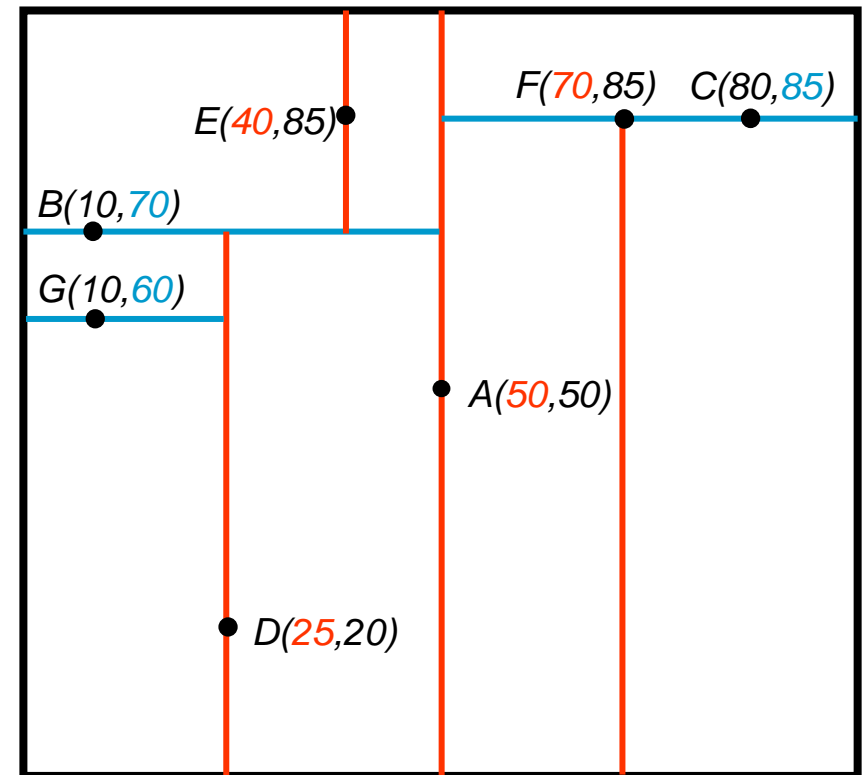 F(70,85) C(80,85)
E(40,85)
B(10,70)
G(10,60)
A(50,50)
D(25,20)